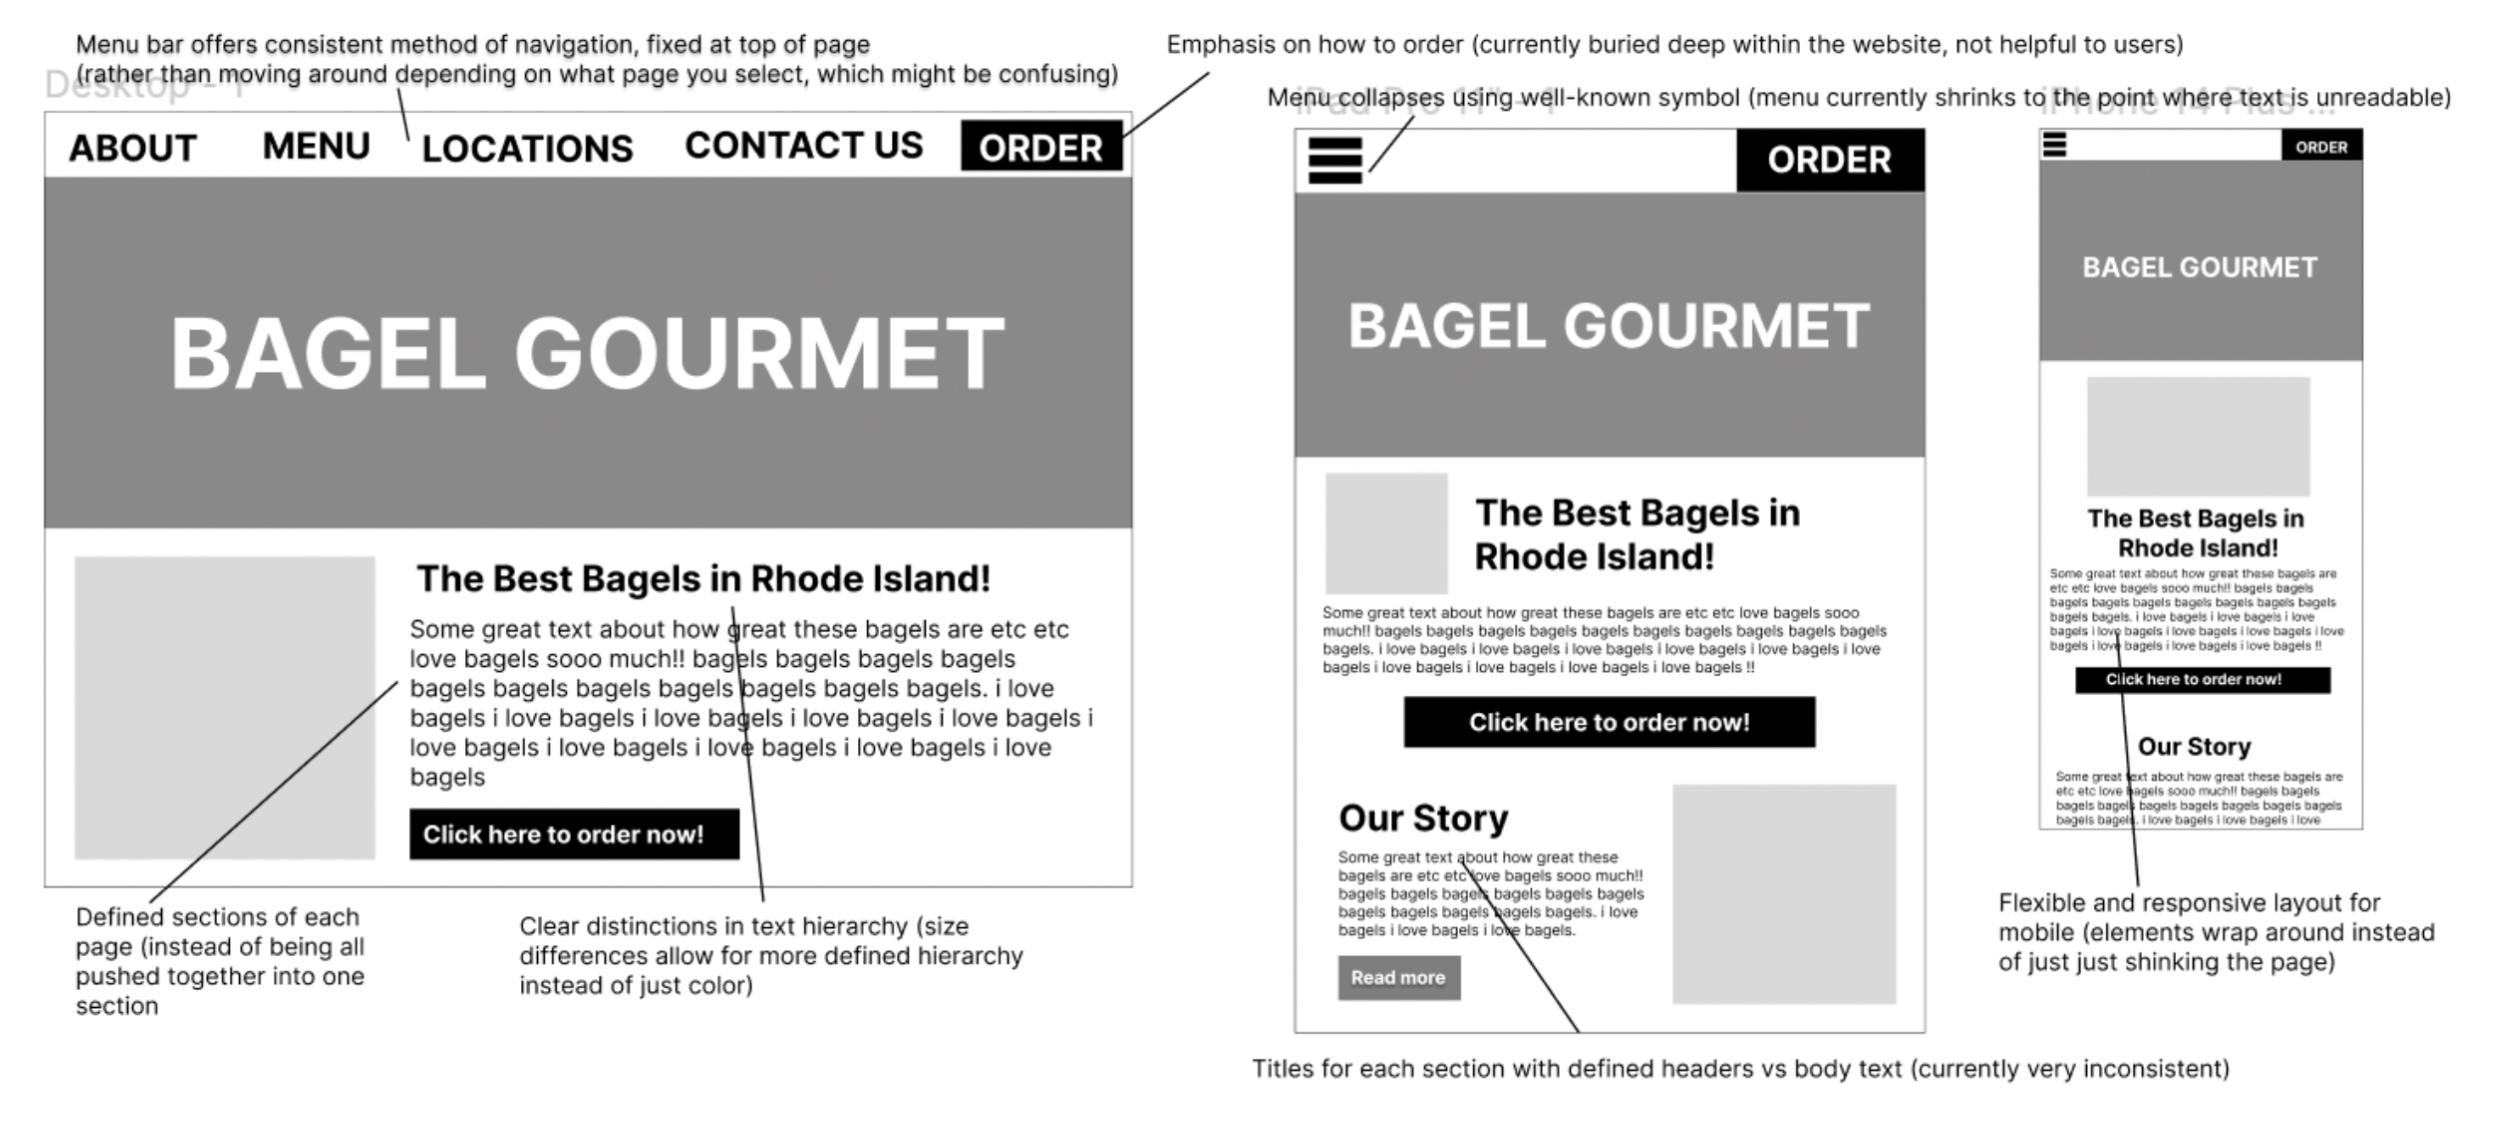 Menu bar offers consistent method of navigation, fixed at top of page
(rather than moving around depending on what page you select, which might be confusing)
Emphasis on how to order (currently buried deep within the website, not helpful to users)
Menu collapses using well-known symbol (menu currently shrinks to the point where text is unreadable)
Desktop - 1
ABOUT MENU LOCATIONS CONTACT US ORDER
BAGEL GOURMET
The Best Bagels in Rhode Island!
Some great text about how great these bagels are etc etc
love bagels sooo much!! bagels bagels bagels bagels
bagels bagels bagels bagels bagels bagels bagels. i love
bagels i love bagels i love bagels i love bagels i love bagels i
love bagels i love bagels i love bagels i love bagels i love
bagels
Click here to order now!
Defined sections of each
page (instead of being all
pushed together into one
section
Clear distinctions in text hierarchy (size
differences allow for more defined hierarchy
instead of just color)
iPad Pro 11" - 1
ORDER
BAGEL GOURMET
The Best Bagels in
Rhode Island!
Some great text about how great these bagels are etc etc love bagels sooo
much!! bagels bagels bagels bagels bagels bagels bagels bagels bagels bagels
bagels. i love bagels i love bagels i love bagels i love bagels i love bagels i love
bagels i love bagels i love bagels i love bagels i love bagels !!
Click here to order now!
Our Story
Some great text about how great these
bagels are etc etc love bagels sooo much!!
bagels bagels bagels bagels bagels bagels
bagels bagels bagels bagels bagels. i love
bagels i love bagels i love bagels.
Read more
Titles for each section with defined headers vs body text (currently very inconsistent)
iPhone 14 Plus ...
ORDER
BAGEL GOURMET
The Best Bagels in
Rhode Island!
Some great text about how great these bagels are
etc etc love bagels sooo much!! bagels bagels
bagels bagels bagels bagels bagels bagels bagels
bagels bagels. i love bagels i love bagels i love
bagels i love bagels i love bagels i love bagels i love
bagels i love bagels i love bagels i love bagels !!
Click here to order now!
Our Story
Some great text about how great these bagels are
etc etc love bagels sooo much!! bagels bagels
bagels bagels bagels bagels bagels bagels bagels
bagels bagels. i love bagels i love bagels i love
Flexible and responsive layout for
mobile (elements wrap around instead
of just just shinking the page)